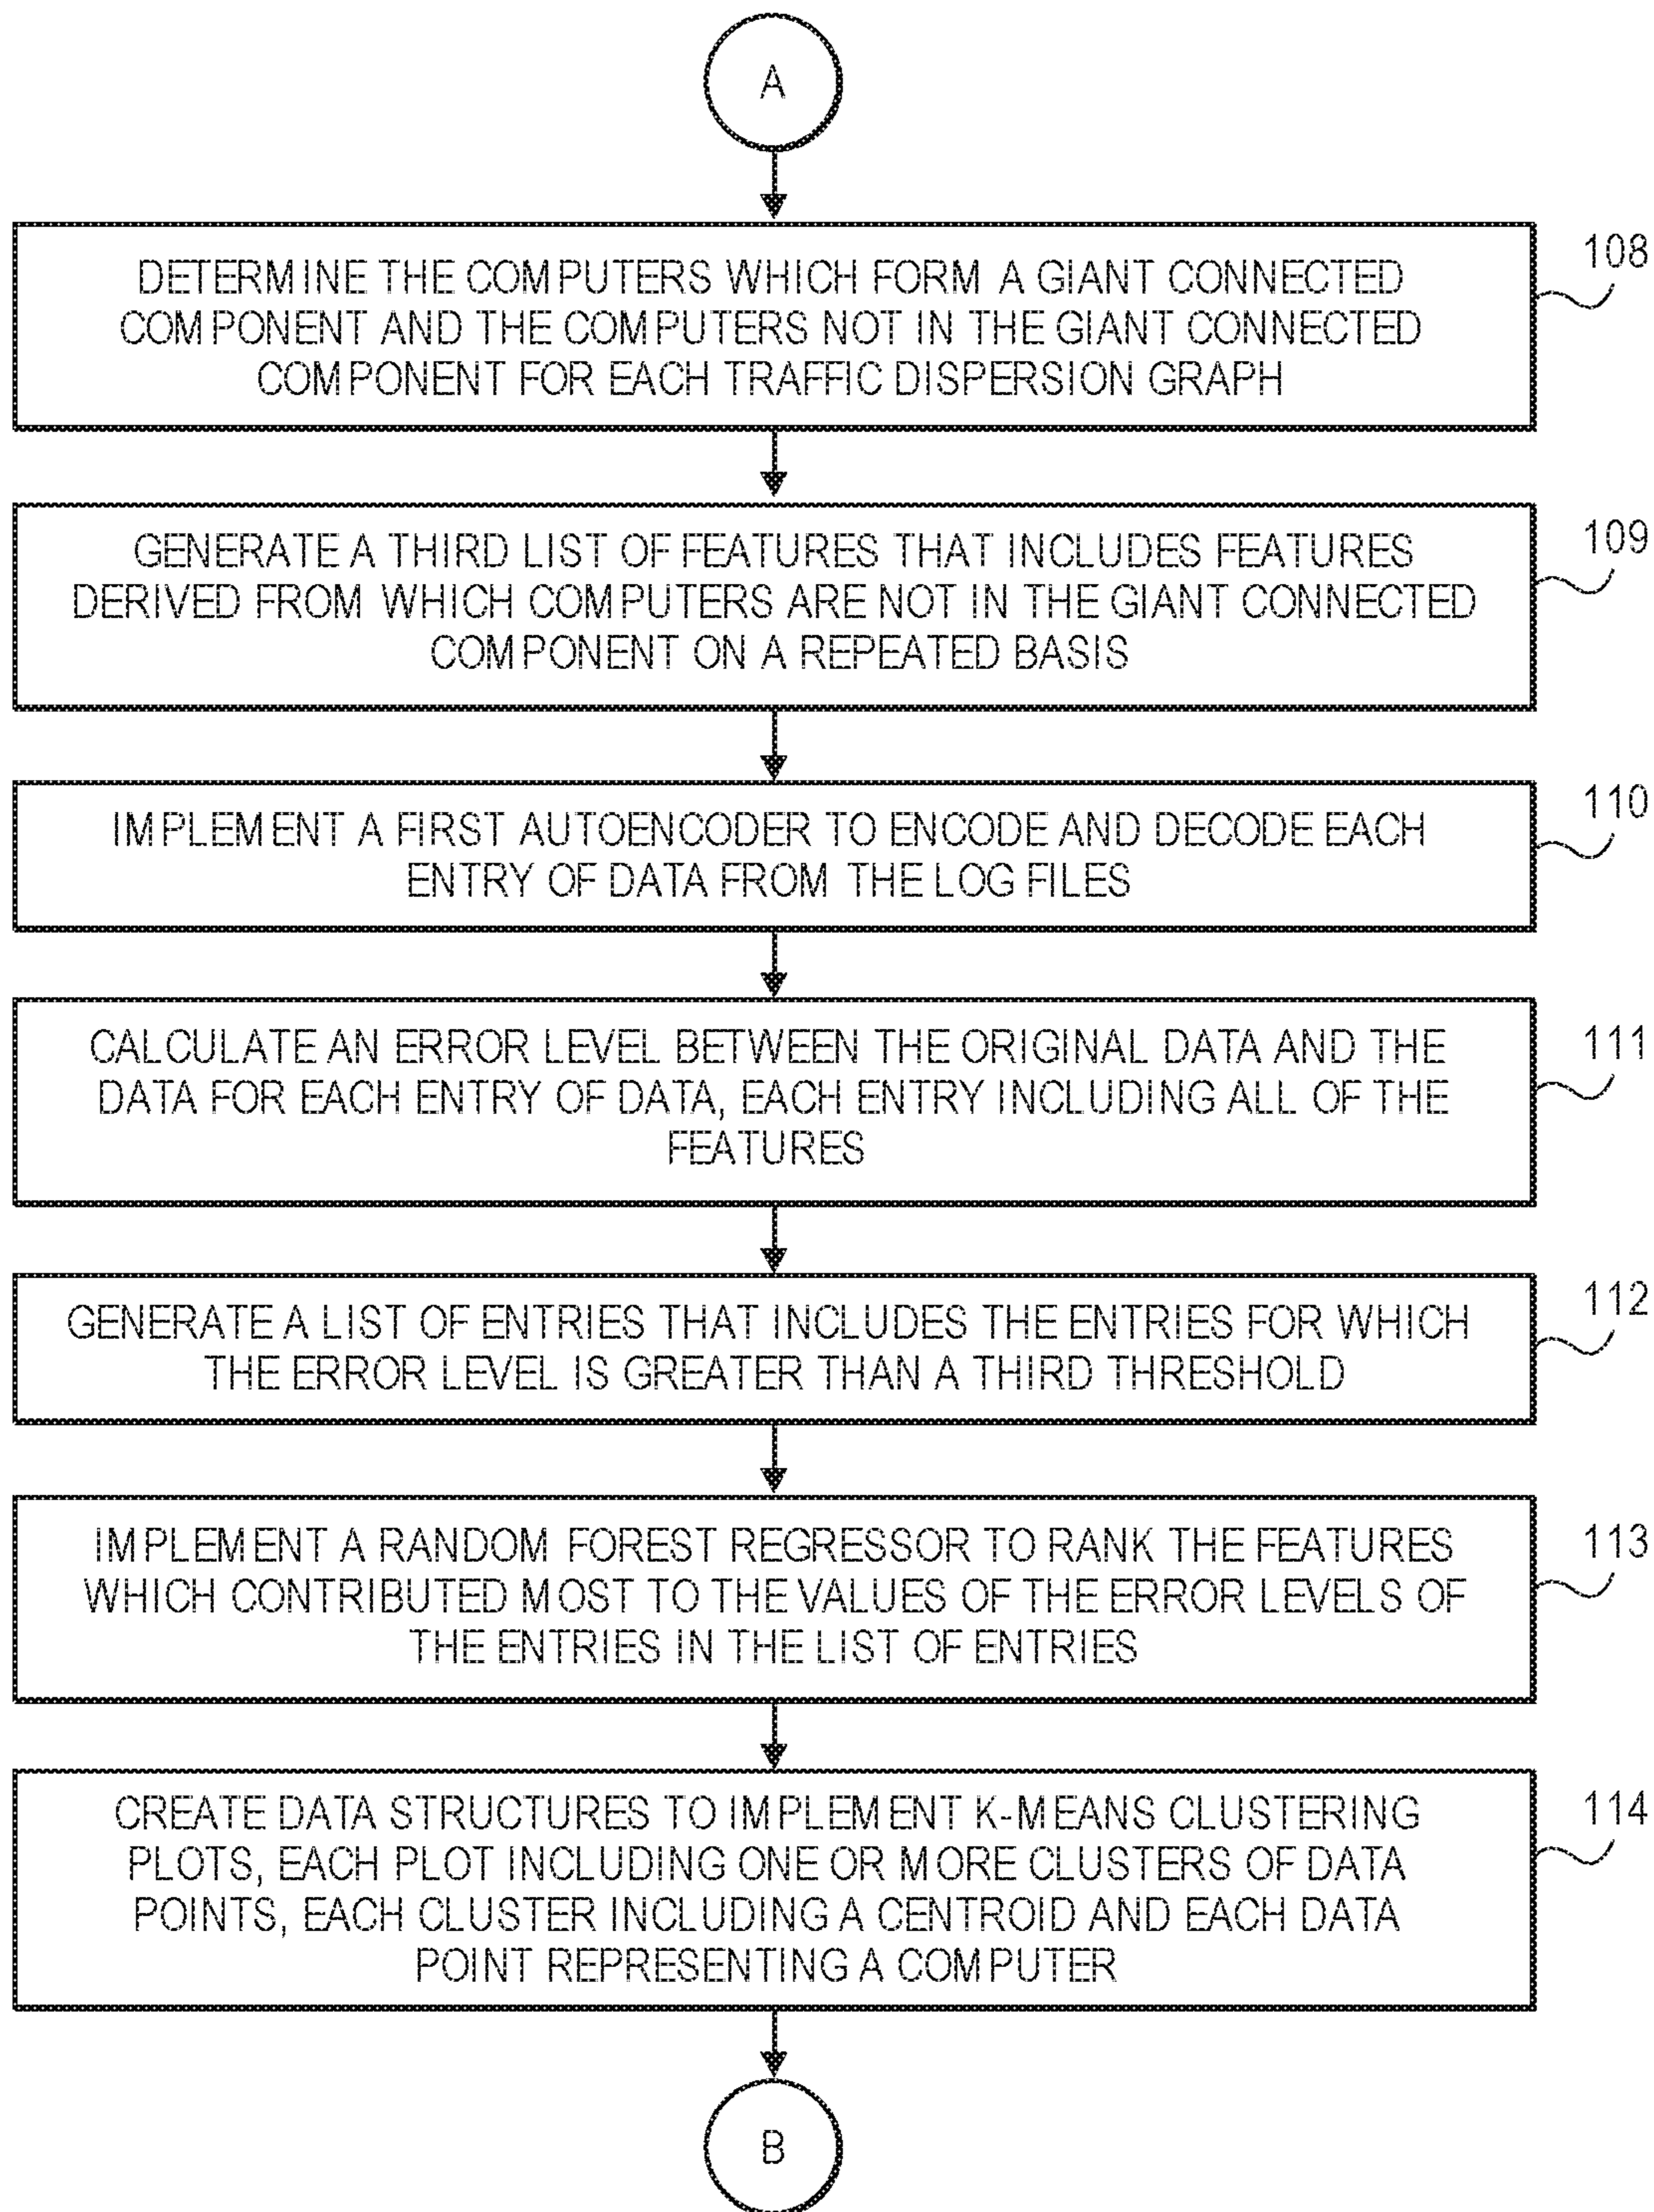 A
DETERMINE THE COMPUTERS WHICH FORM A GIANT CONNECTED
COMPONENT AND THE COMPUTERS NOT IN THE GIANT CONNECTED
COMPONENT FOR EACH TRAFFIC DISPERSION GRAPH
108
GENERATE A THIRD LIST OF FEATURES THAT INCLUDES FEATURES
DERIVED FROM WHICH COMPUTERS ARE NOT IN THE GIANT CONNECTED
COMPONENT ON A REPEATED BASIS
109
IMPLEMENT A FIRST AUTOENCODER TO ENCODE AND DECODE EACH
ENTRY OF DATA FROM THE LOG FILES
110
CALCULATE AN ERROR LEVEL BETWEEN THE ORIGINAL DATA AND THE
DATA FOR EACH ENTRY OF DATA, EACH ENTRY INCLUDING ALL OF THE
FEATURES
111
GENERATE A LIST OF ENTRIES THAT INCLUDES THE ENTRIES FOR WHICH
THE ERROR LEVEL IS GREATER THAN A THIRD THRESHOLD
112
IMPLEMENT A RANDOM FOREST REGRESSOR TO RANK THE FEATURES
WHICH CONTRIBUTED MOST TO THE VALUES OF THE ERROR LEVELS OF
THE ENTRIES IN THE LIST OF ENTRIES
113
CREATE DATA STRUCTURES TO IMPLEMENT K-MEANS CLUSTERING
PLOTS, EACH PLOT INCLUDING ONE OR MORE CLUSTERS OF DATA
POINTS, EACH CLUSTER INCLUDING A CENTROID AND EACH DATA
POINT REPRESENTING A COMPUTER
114
B